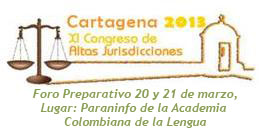 Cartagena 2013
XI Congreso de
Altas Jurisdicciones
Foro Preparativo 20 y 21 de marzo,
Lugar: Paraninfo de la Academia
Colombiana de la Lengua